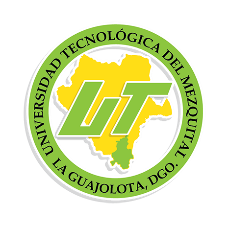 UNIVERSIDAD TECNOLÓGICA DEL MEZQUITAL
UT
LA GUAJOLOTA, DGO.